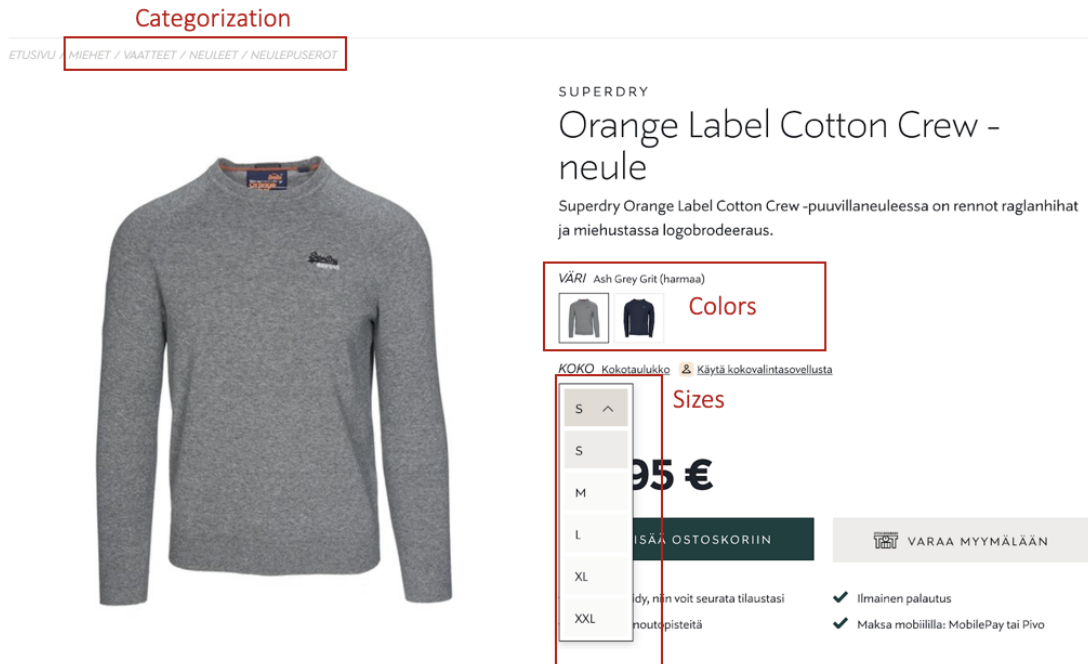 Categorization
ETUSIVU / MIEHET / VAATTEET / NEULEET / NEULEPUSEROT
SUPERDRY
Orange Label Cotton Crew -
neule
Superdry Orange Label Cotton Crew -puuvillaneuleessa on rennot raglanhihat
ja miehustassa logobrodeeraus.
VÄRI Ash Grey Grit (harmaa)
Colors
KOKO Kokotaulukko Käytä kokovalintasovellusta
Sizes
S
S
M
L
XL
XXL
95 €
ISÄÄ OSTOSKORIIN
VARAA MYYMÄLÄÄN
idy, niin voit seurata tilaustasi
Ilmainen palautus
noutopisteitä
Maksa mobiililla: MobilePay tai Pivo